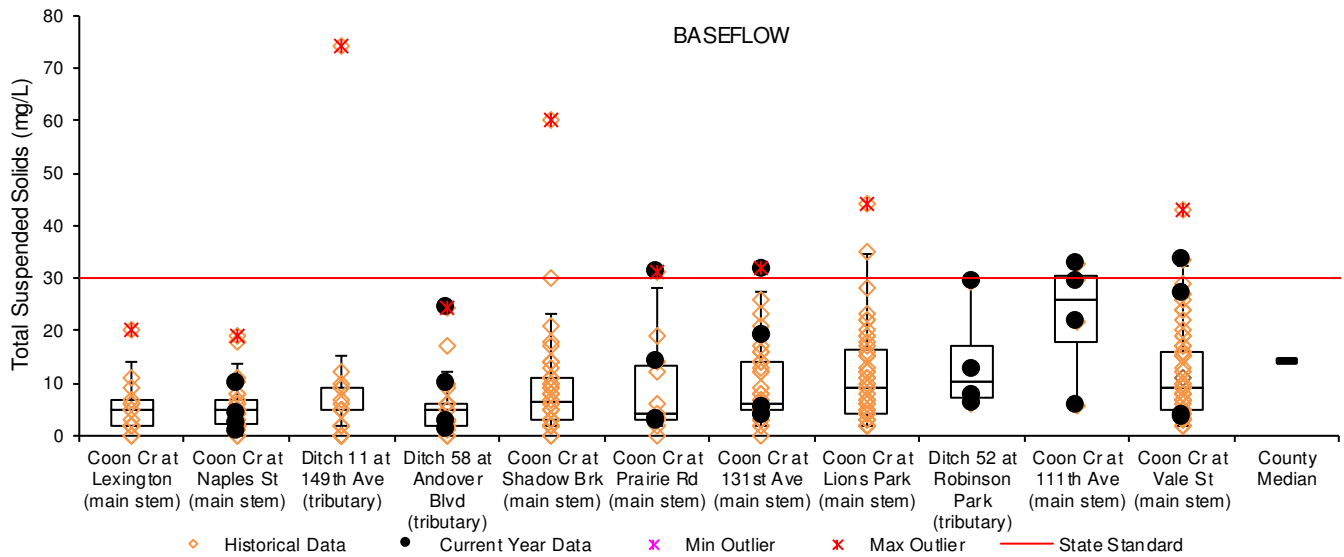 BASEFLOW
Total Suspended Solids (mg/L)
80
70
60
50
40
30
20
10
0
Coon Cr at Lexington (main stem)
Coon Cr at Naples St (main stem)
Ditch 11 at 149th Ave (tributary)
Ditch 58 at Andover Blvd (tributary)
Coon Cr at Shadow Brk (main stem)
Coon Cr at Prairie Rd (main stem)
Coon Cr at 131st Ave (main stem)
Coon Cr at Lions Park (main stem)
Ditch 52 at Robinson Park (tributary)
Coon Cr at 111th Ave (main stem)
Coon Cr at Vale St (main stem)
County Median
Historical Data
Current Year Data
Min Outlier
Max Outlier
State Standard